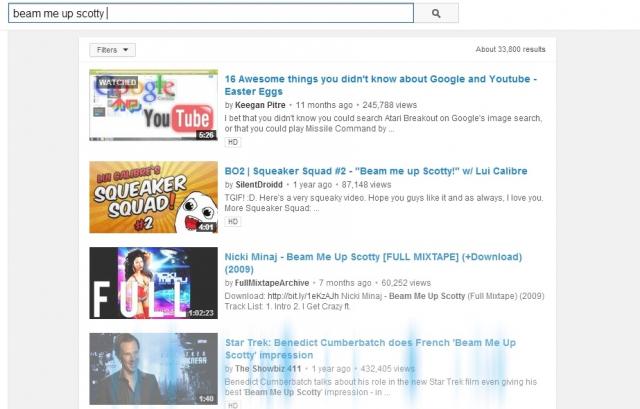 beam me up scotty
Filters
About 33,800 results
WATCHED
Google
You Tube
5:26
16 Awesome things you didn't know about Google and Youtube -
Easter Eggs
by Keegan Pitre • 11 months ago • 245,788 views
I bet that you didn't know you could search Atari Breakout on Google's image search,
or that you could play Missile Command by ...
HD
LUI CALIBRE'S
SQUEAKER
SQUAD!
#2
4:01
BO2 | Squeaker Squad #2 - "Beam me up Scotty!" w/ Lui Calibre
by SilentDroidd • 1 year ago • 87,148 views
TGIF! :D. Here's a very squeaky video. Hope you guys like it and as always, I love you.
More Squeaker Squad: ...
HD
NICKI
MINAJ
FULL
1:02:23
Nicki Minaj - Beam Me Up Scotty [FULL MIXTAPE] (+Download)
(2009)
by FullMixtapeArchive • 7 months ago • 60,252 views
Download: http://bit.ly/1eKzAJh Nicki Minaj - Beam Me Up Scotty (Full Mixtape) (2009)
Track List: 1. Intro 2. I Get Crazy ft.
1:40
Star Trek: Benedict Cumberbatch does French 'Beam Me Up
Scotty' impression
by The Showbiz 411 • 1 year ago • 432,405 views
Benedict Cumberbatch talks about his role in the new Star Trek film even giving his
best 'Beam Me Up Scotty' impression - in ...
HD